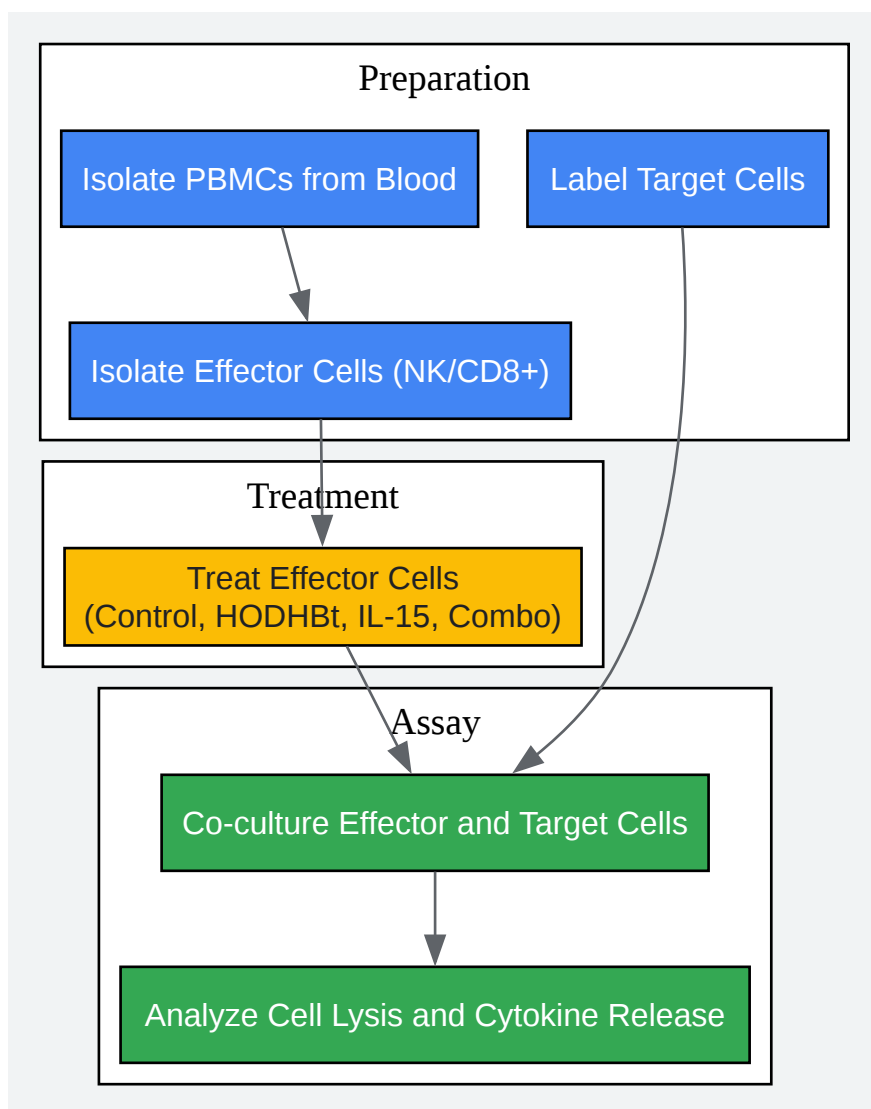 Preparation
Isolate PBMCs from Blood
Label Target Cells
Isolate Effector Cells (NK/CD8+)
Treatment
Treat Effector Cells
(Control, HODHBt, IL-15, Combo)
Assay
Co-culture Effector and Target Cells
Analyze Cell Lysis and Cytokine Release